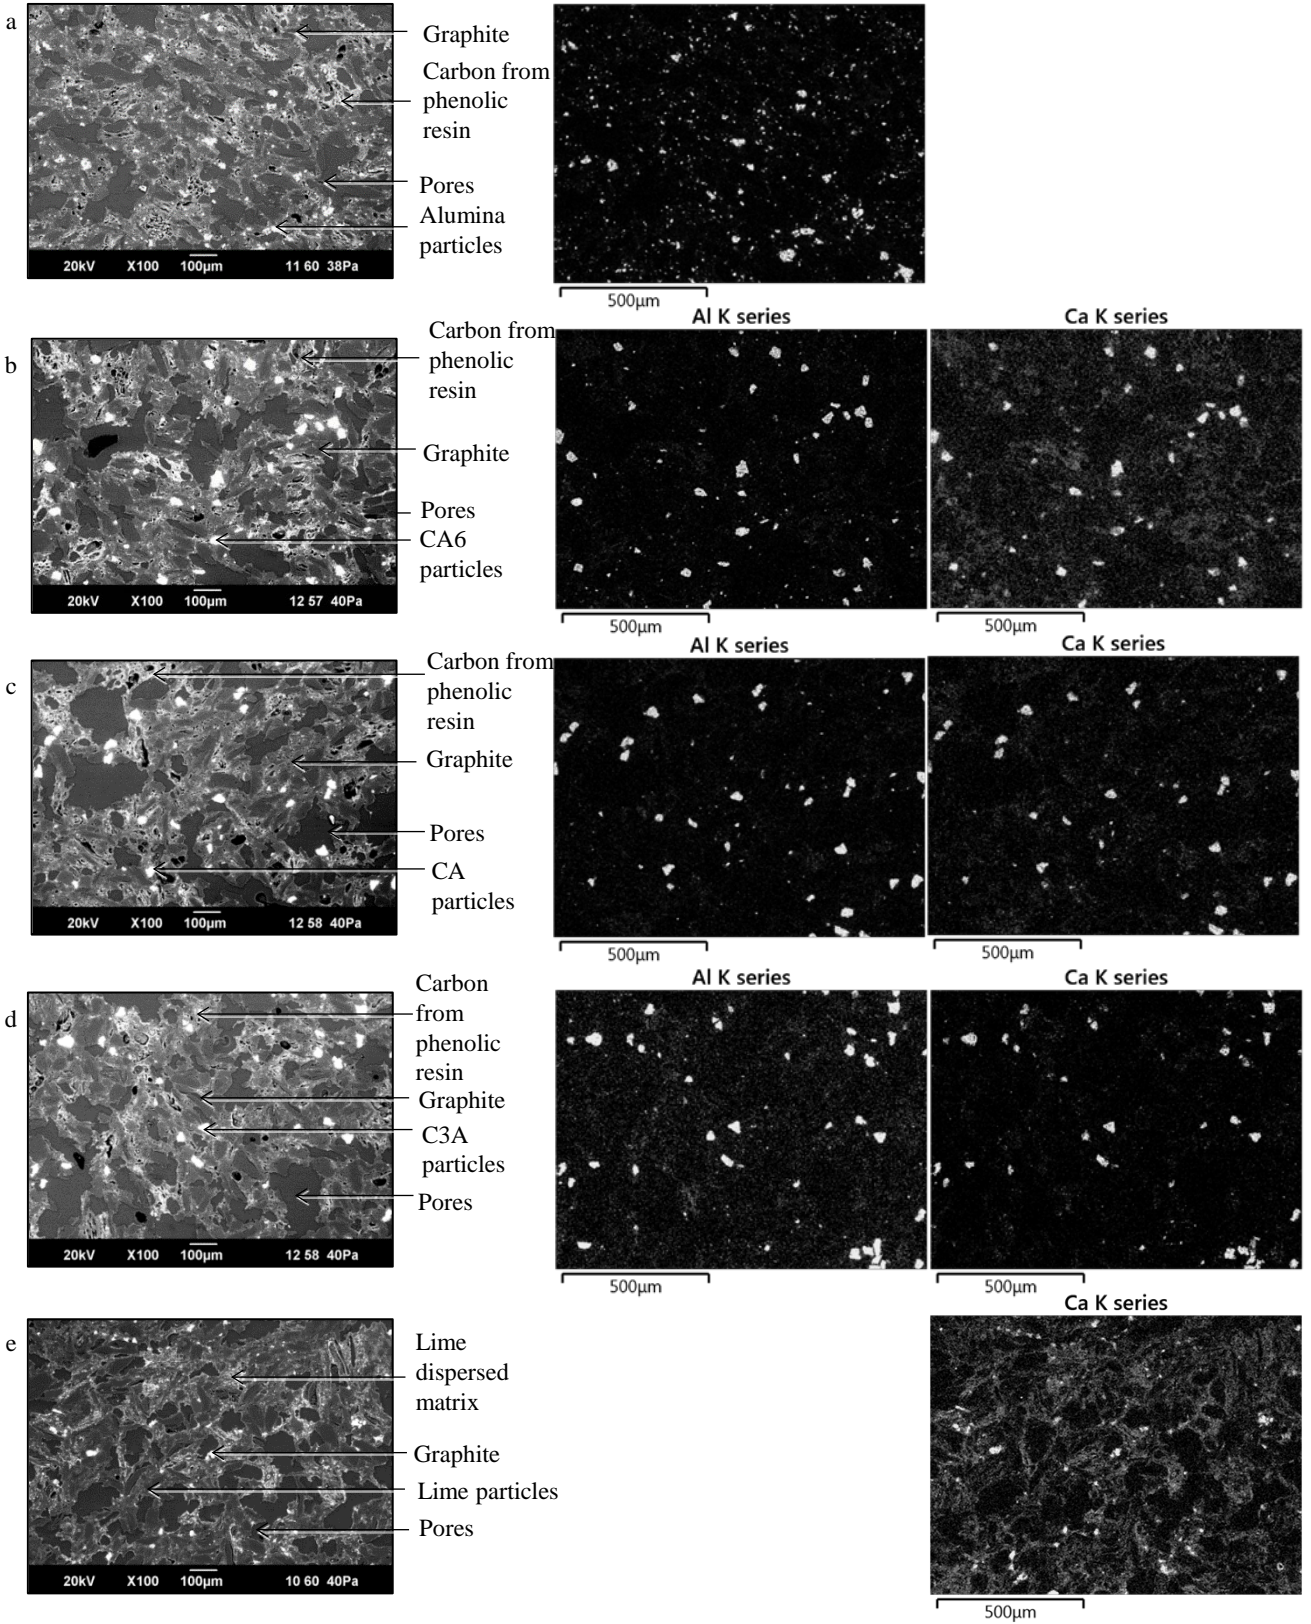 a
Graphite
Carbon from
phenolic
resin
Pores
Alumina
particles
20kV X100 100µm 11 60 38Pa
500µm
b
Carbon from
phenolic
resin
Graphite
Pores
CA6
particles
20kV X100 100µm 12 57 40Pa
Al K series
500µm
Ca K series
500µm
c
Carbon from
phenolic
resin
Graphite
Pores
CA
particles
20kV X100 100µm 12 58 40Pa
Al K series
500µm
Ca K series
500µm
d
Carbon
from
phenolic
resin
Graphite
C3A
particles
Pores
20kV X100 100µm 12 58 40Pa
Al K series
500µm
Ca K series
500µm
e
Lime
dispersed
matrix
Graphite
Lime particles
Pores
20kV X100 100µm 10 60 40Pa
Ca K series
500µm